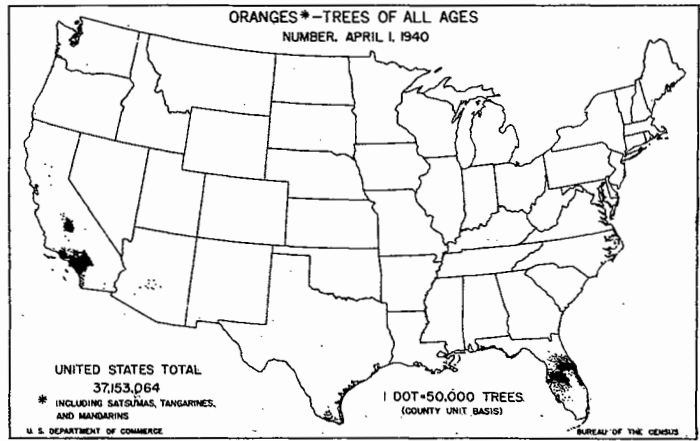 ORANGES*—TREES OF ALL AGES
NUMBER, APRIL 1, 1940
UNITED STATES TOTAL
37,153,064
* INCLUDING SATSUMAS, TANGARINES,
AND MANDARINS
1 DOT=50,000 TREES
(COUNTY UNIT BASIS)
U. S. DEPARTMENT OF COMMERCE
BUREAU OF THE CENSUS